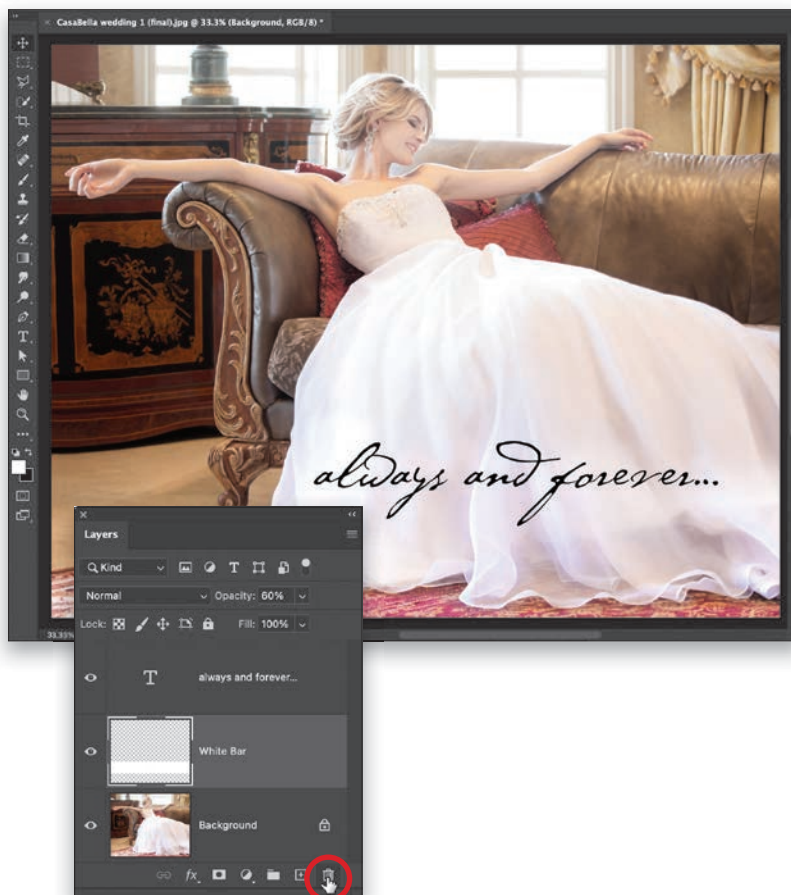 CasaBella wedding 1 (final).jpg @ 33.3% (Background, RGB/8) *
always and forever...
33.33%
Layers
Kind
Normal
Opacity: 60%
Lock:
Fill: 100%
T
always and forever...
White Bar
Background
fx